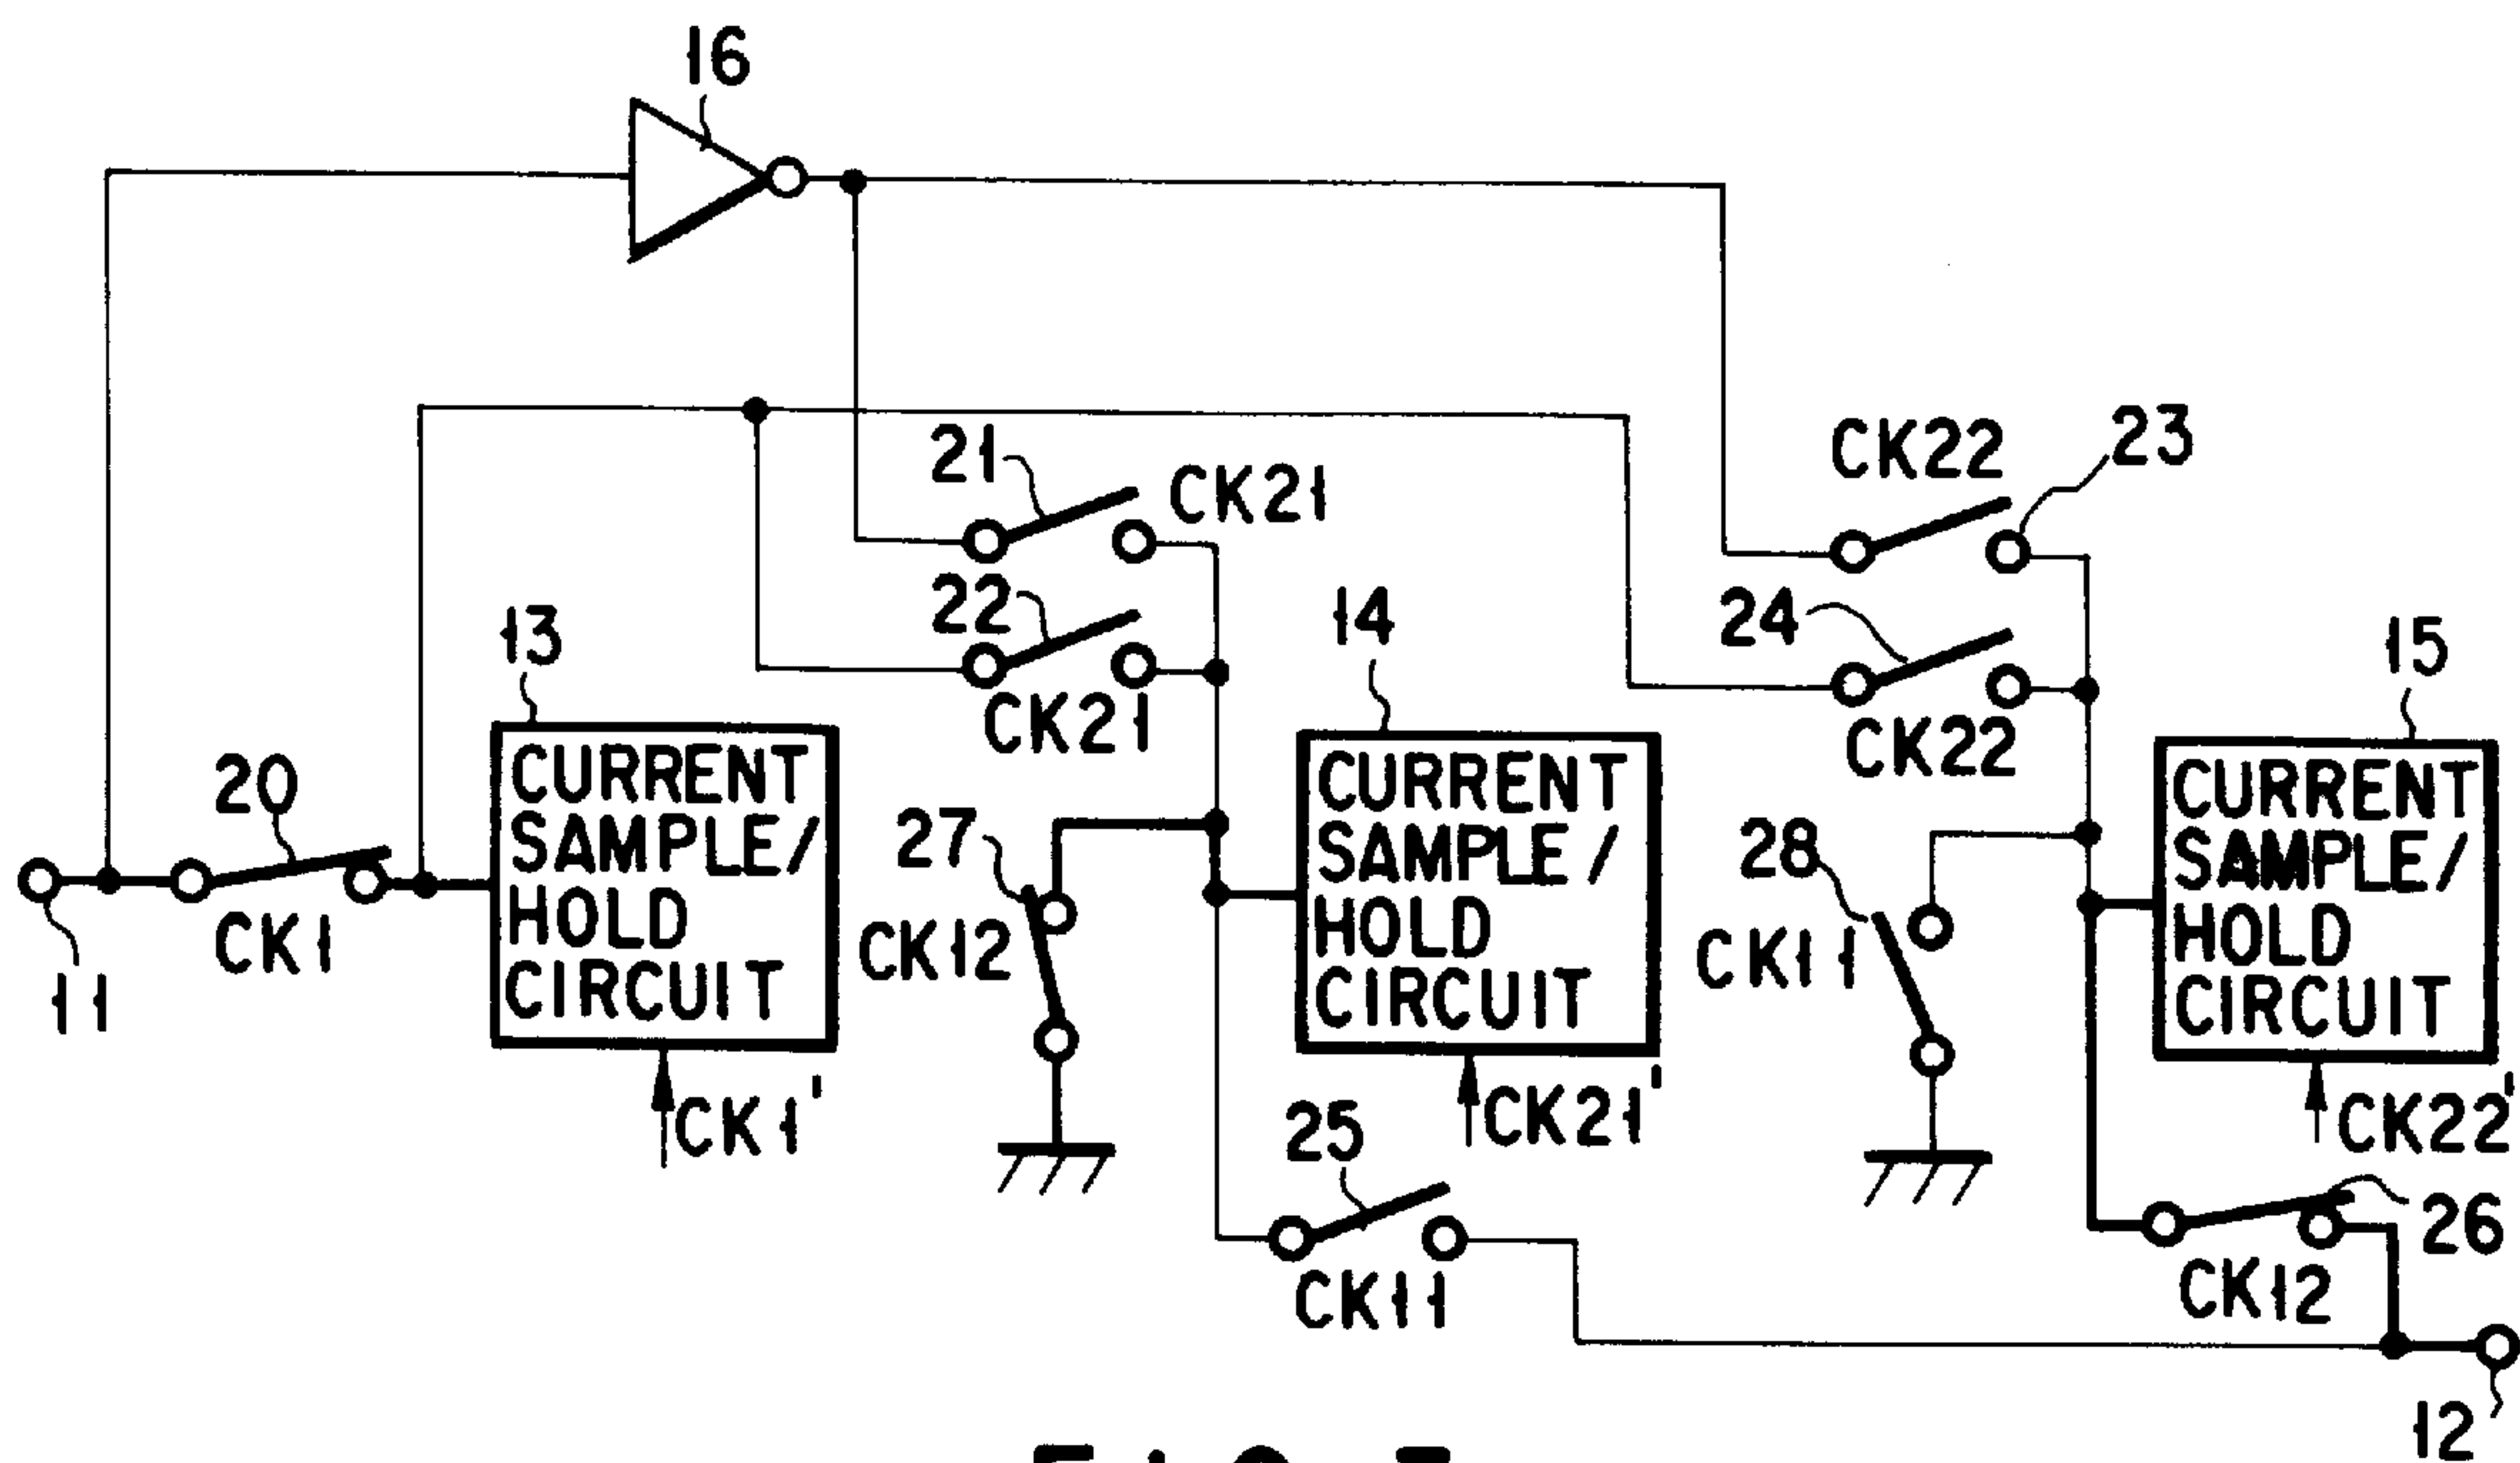 16
21
CK21
CK22
23
22
CK21
24
CK22
13
14
15
20
CK1
11
CURRENT
SAMPLE/
HOLD
CIRCUIT
CK1'
27
CK12
CURRENT
SAMPLE/
HOLD
CIRCUIT
CK21'
28
CK11
CURRENT
SAMPLE/
HOLD
CIRCUIT
CK22'
25
CK11
26
CK12
12